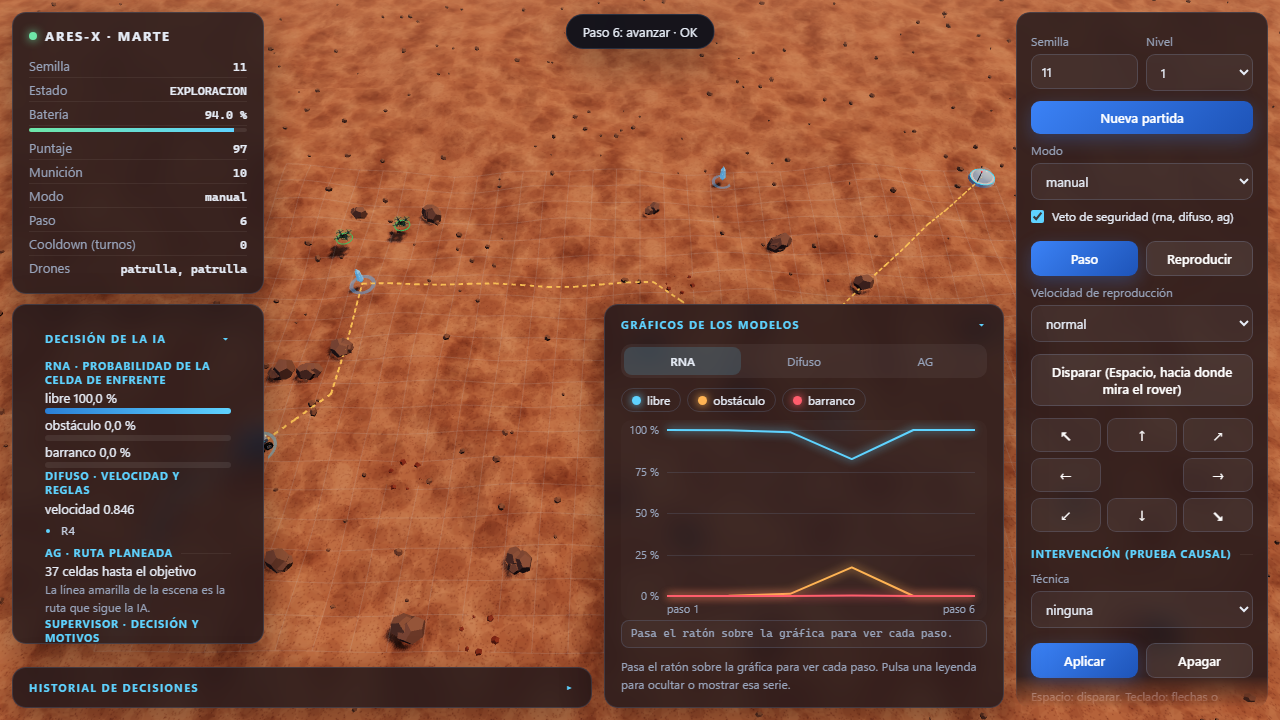 ARES-X · MARTE
Semilla 11
Estado EXPLORACION
Batería 94.0 %
Puntaje 97
Munición 10
Modo manual
Paso 6
Cooldown (turnos) 0
Drones patrulla, patrulla
DECISIÓN DE LA IA
RNA · PROBABILIDAD DE LA
CELDA DE ENFRENTE
libre 100,0 %
obstáculo 0,0 %
barranco 0,0 %
DIFUSO · VELOCIDAD Y
REGLAS
velocidad 0.846
• R4
AG · RUTA PLANEADA
37 celdas hasta el objetivo
La línea amarilla de la escena es la
ruta que sigue la IA.
SUPERVISOR · DECISIÓN Y
MOTIVOS
HISTORIAL DE DECISIONES
Paso 6: avanzar · OK
GRÁFICOS DE LOS MODELOS
RNA Difuso AG
libre obstáculo barranco
100 %
75 %
50 %
25 %
0 %
paso 1 paso 6
Pasa el ratón sobre la gráfica para ver cada paso.
Pasa el ratón sobre la gráfica para ver cada paso. Pulsa una leyenda
para ocultar o mostrar esa serie.
Semilla Nivel
11 1
Nueva partida
Modo
manual
Veto de seguridad (rna, difuso, ag)
Paso Reproducir
Velocidad de reproducción
normal
Disparar (Espacio, hacia donde
mira el rover)
↖ ↑ ↗
← →
↙ ↓ ↘
INTERVENCIÓN (PRUEBA CAUSAL)
Técnica
ninguna
Aplicar Apagar
Espacio: disparar. Teclado: flechas o